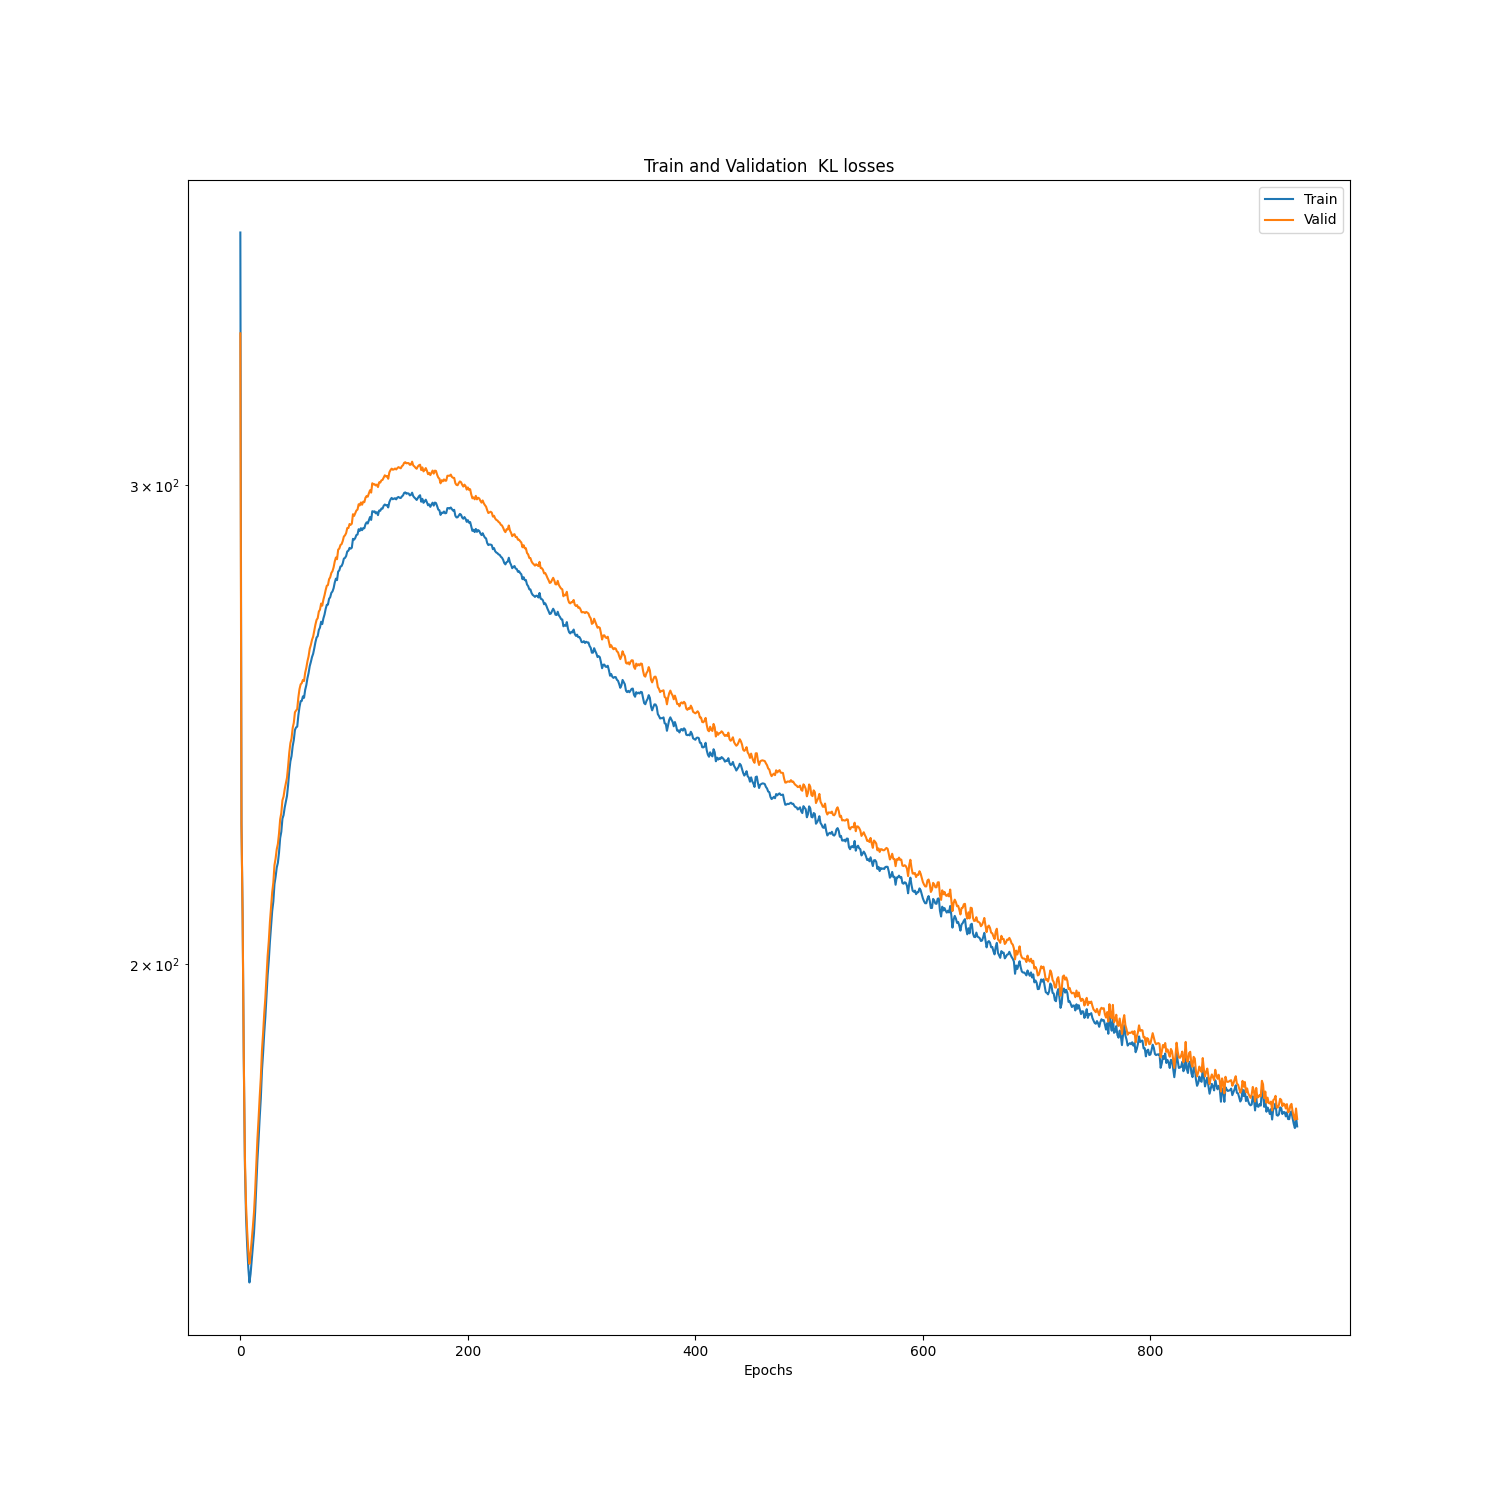 Train and Validation  KL losses
Train
Valid
3 × 10²
2 × 10²
0 200 400 600 800
Epochs